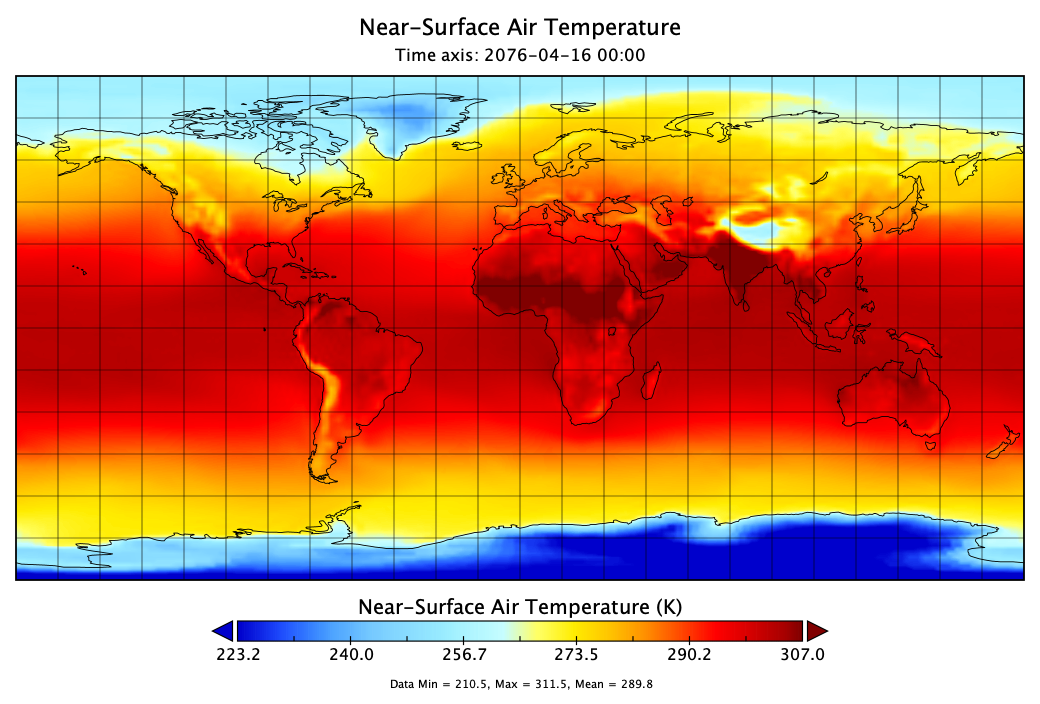 Near-Surface Air Temperature
Time axis: 2076-04-16 00:00
Near-Surface Air Temperature (K)
223.2 240.0 256.7 273.5 290.2 307.0
Data Min = 210.5, Max = 311.5, Mean = 289.8